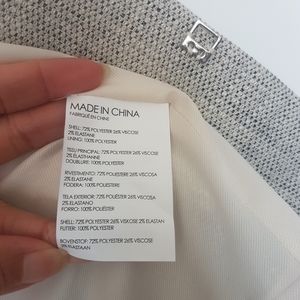 MADE IN CHINA
FABRIQUÉ EN CHINE
SHELL: 72% POLYESTER 26% VISCOSE
2% ELASTANE
LINING: 100% POLYESTER
TISSU PRINCIPAL: 72% POLYESTER 26% VISCOSE
2% ELASTHANNE
DOUBLURE: 100% POLYESTER
RIVESTIMENTO: 72% POLIESTERE 26% VISCOSA
2% ELASTANE
FODERA: 100% POLIESTERE
TELA EXTERIOR: 72% POLIÉSTER 26% VISCOSA
2% ELASTANO
FORRO: 100% POLIÉSTER
SHELL: 72% POLYESTER 26% VISKOSE 2% ELASTAN
FUTTER: 100% POLYESTER
BOVENSTOF: 72% POLYESTER 26% VISCOSE
ELASTAAN